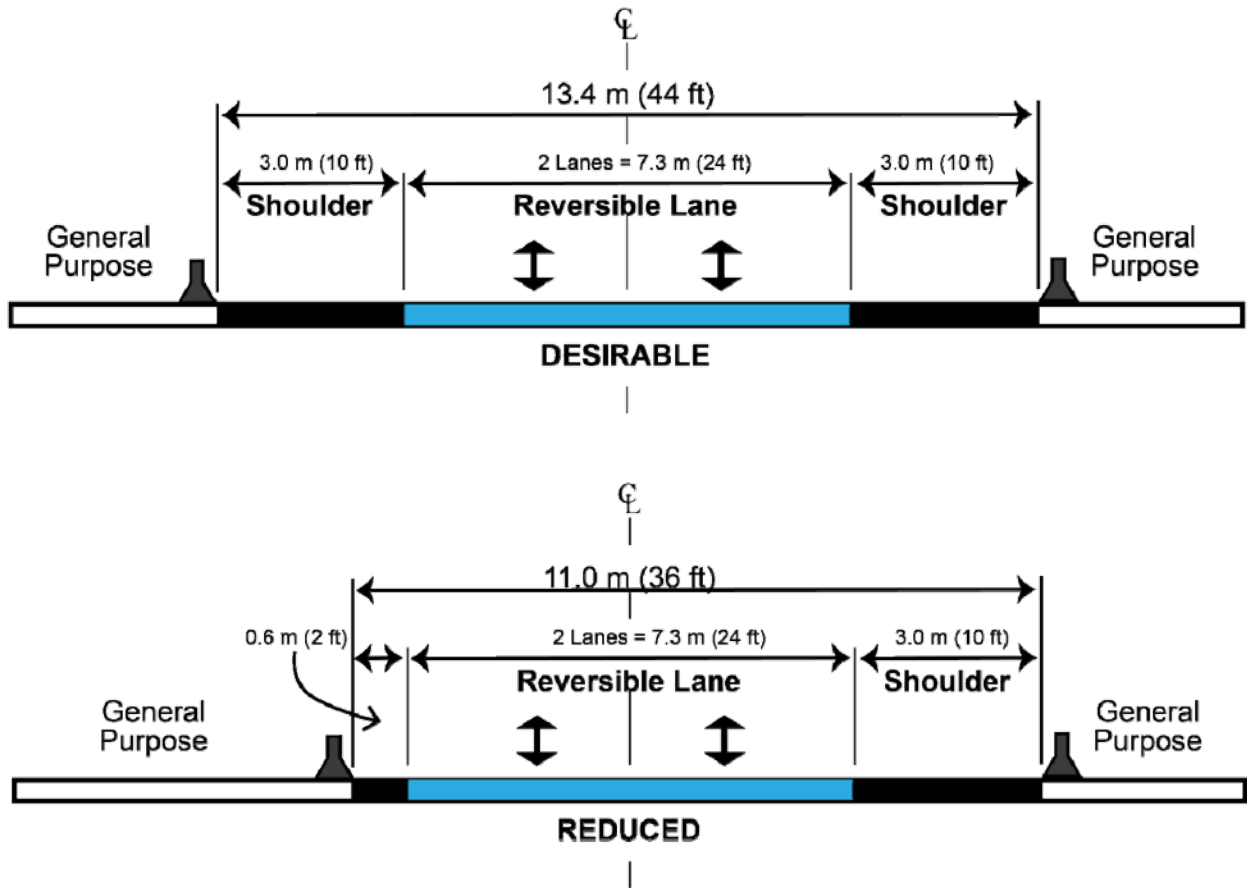 ℄
13.4 m (44 ft)
3.0 m (10 ft)
2 Lanes = 7.3 m (24 ft)
3.0 m (10 ft)
Shoulder
Reversible Lane
Shoulder
General
Purpose
General
Purpose
DESIRABLE
℄
11.0 m (36 ft)
0.6 m (2 ft)
2 Lanes = 7.3 m (24 ft)
3.0 m (10 ft)
Reversible Lane
Shoulder
General
Purpose
General
Purpose
REDUCED